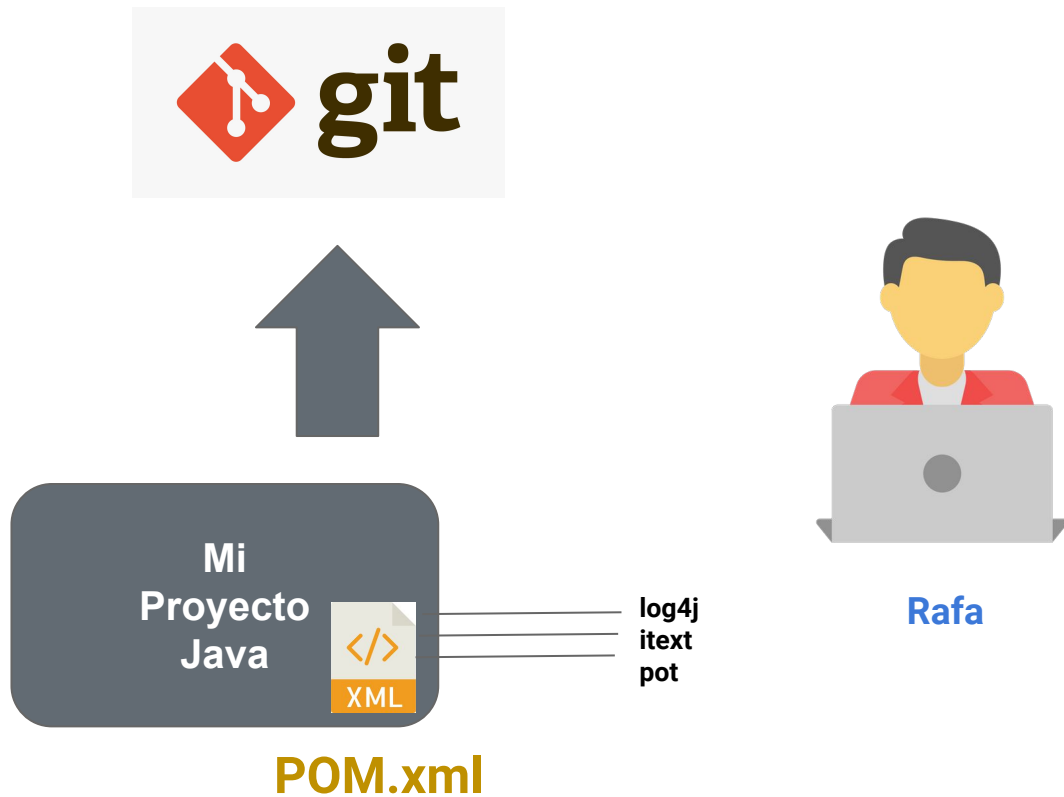 git
Mi
Proyecto
Java
XML
log4j
itext
pot
Rafa
POM.xml